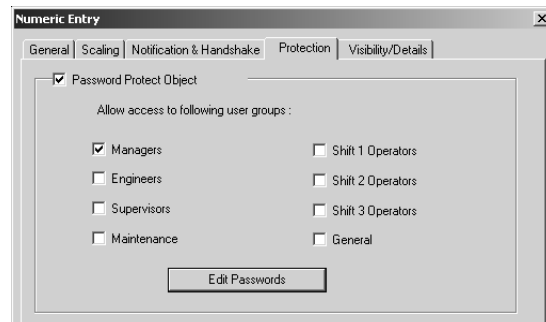 Numeric Entry
General Scaling Notification & Handshake Protection Visibility/Details
Password Protect Object
Allow access to following user groups :
Managers Shift 1 Operators
Engineers Shift 2 Operators
Supervisors Shift 3 Operators
Maintenance General
Edit Passwords